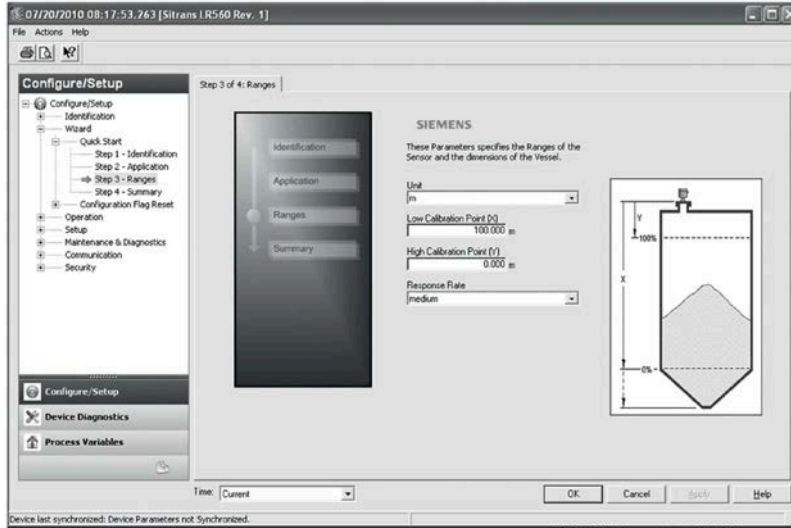 07/20/2010 08:17:53.263 [Sitrans LR560 Rev. 1]
File Actions Help
Configure/Setup
Step 3 of 4: Ranges
Configure/Setup
Identification
Wizard
Quick Start
Step 1 - Identification
Step 2 - Application
Step 3 - Ranges
Step 4 - Summary
Configuration Flag Reset
Operation
Setup
Maintenance & Diagnostics
Communication
Security
Identification
Application
Ranges
Summary
SIEMENS
These Parameters specifies the Ranges of the
Sensor and the dimensions of the Vessel.
Unit
m
Low Calibration Point (X)
100.000 m
High Calibration Point (Y)
0.000 m
Response Rate
medium
Y
100%
X
0%
Configure/Setup
Device Diagnostics
Process Variables
Time: Current
OK Cancel Apply Help
Device last synchronized: Device Parameters not Synchronized.